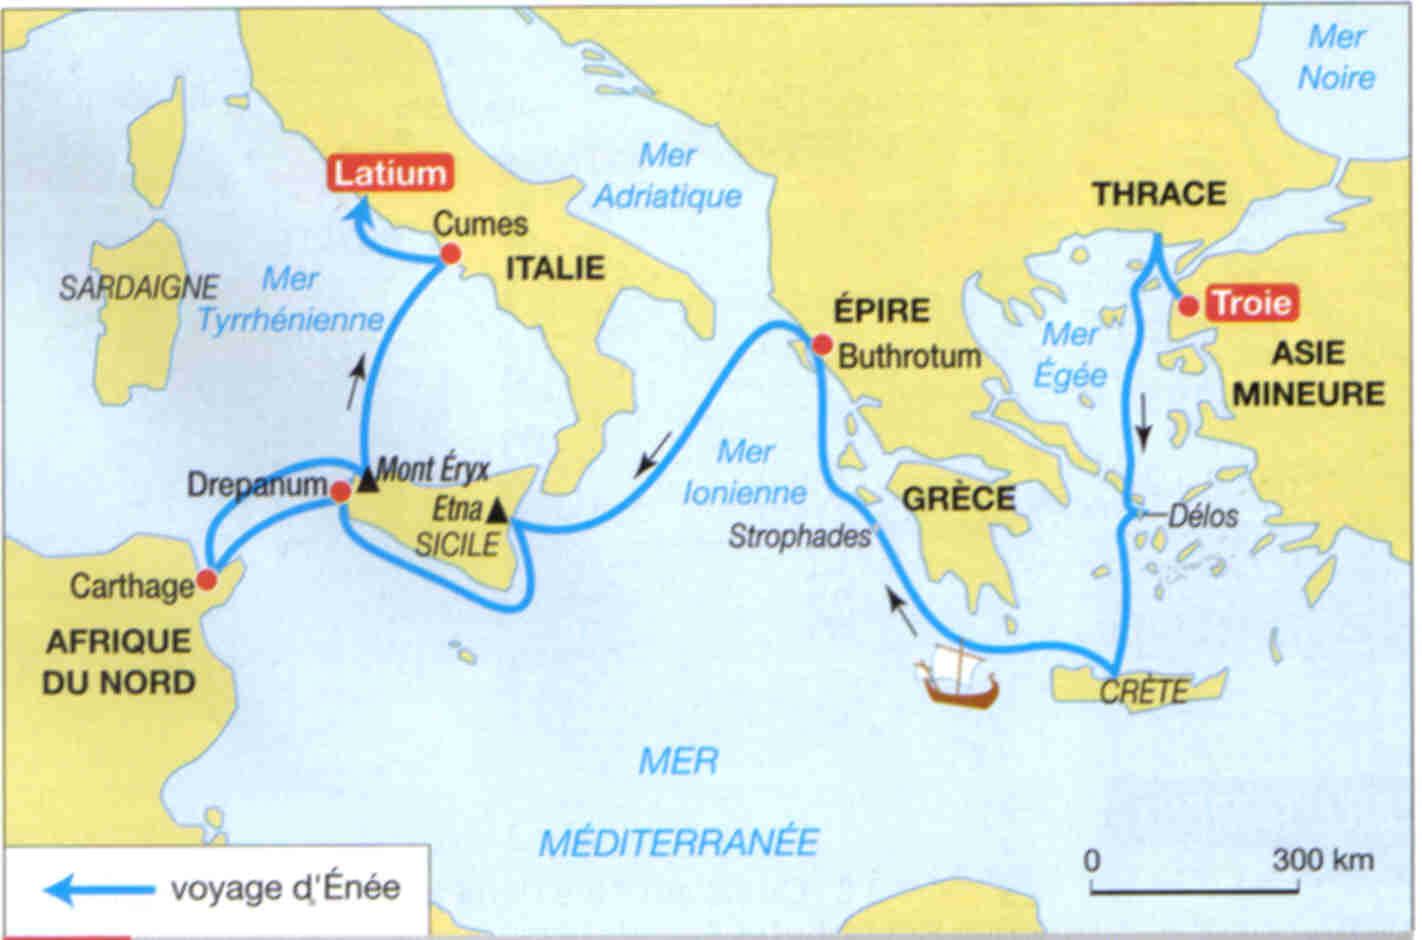 Mer
Noire
Mer
Adriatique
THRACE
Latium
Cumes
ITALIE
SARDAIGNE
Mer
Tyrrhénienne
ÉPIRE
Buthrotum
Troie
Mer
Égée
ASIE
MINEURE
Mont Éryx
Drepanum
Etna
SICILE
Mer
Ionienne
Strophades
GRÈCE
Délos
Carthage
AFRIQUE
DU NORD
CRÈTE
MER
MÉDITERRANÉE
0 300 km
voyage d'Énée